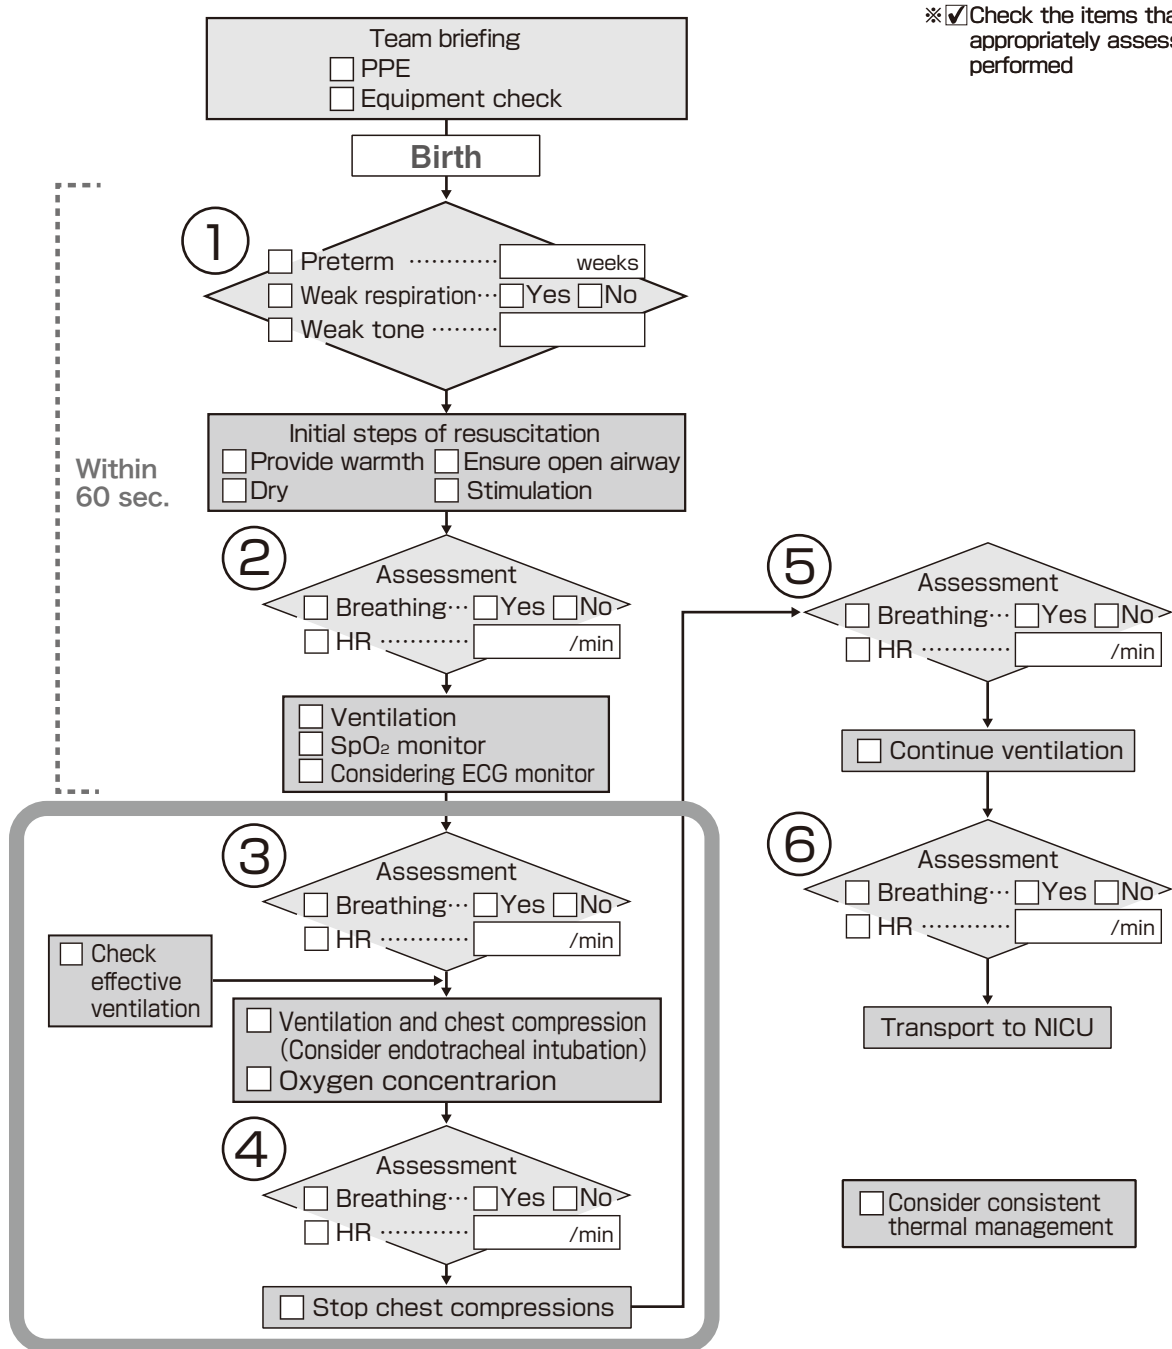 ※☑Check the items tha
appropriately assess
performed
Team briefing
□ PPE
□ Equipment check
Birth
Within
60 sec.
①
□ Preterm ………… weeks
□ Weak respiration… □Yes □No
□ Weak tone ………
Initial steps of resuscitation
□Provide warmth □Ensure open airway
□Dry □Stimulation
②
Assessment
□ Breathing… □Yes □No
□ HR ………… /min
□ Ventilation
□ SpO₂ monitor
□ Considering ECG monitor
③
Assessment
□ Breathing… □Yes □No
□ HR ………… /min
□ Check
effective
ventilation
□ Ventilation and chest compression
(Consider endotracheal intubation)
□ Oxygen concentrarion
④
Assessment
□ Breathing… □Yes □No
□ HR ………… /min
□ Stop chest compressions
⑤
Assessment
□ Breathing… □Yes □No
□ HR ………… /min
□ Continue ventilation
⑥
Assessment
□ Breathing… □Yes □No
□ HR ………… /min
Transport to NICU
□ Consider consistent
thermal management